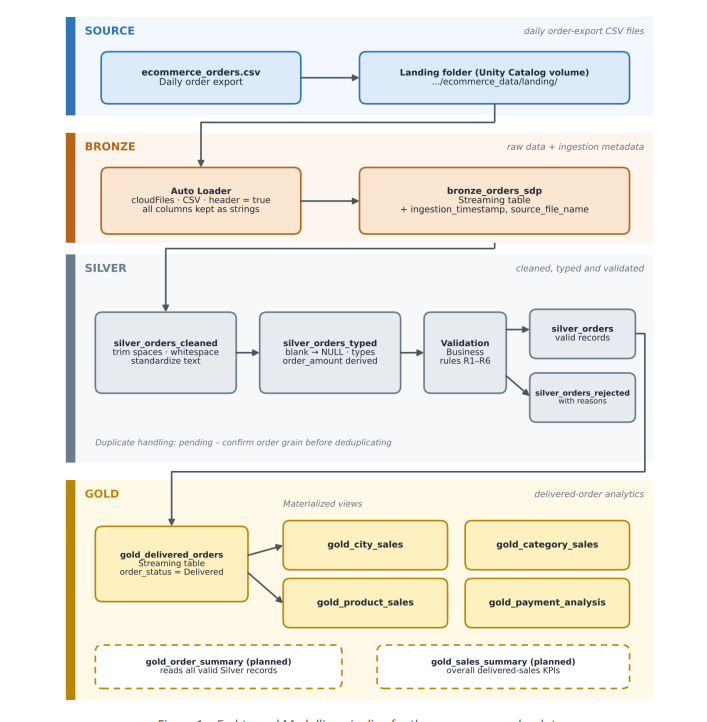 SOURCE
daily order-export CSV files
ecommerce_orders.csv
Daily order export
Landing folder (Unity Catalog volume)
.../ecommerce_data/landing/
BRONZE
raw data + ingestion metadata
Auto Loader
cloudFiles · CSV · header = true
all columns kept as strings
bronze_orders_sdp
Streaming table
+ ingestion_timestamp, source_file_name
SILVER
cleaned, typed and validated
silver_orders_cleaned
trim spaces · whitespace
standardize text
silver_orders_typed
blank → NULL · types
order_amount derived
Validation
Business
rules R1–R6
silver_orders
valid records
silver_orders_rejected
with reasons
Duplicate handling: pending – confirm order grain before deduplicating
GOLD
delivered-order analytics
Materialized views
gold_delivered_orders
Streaming table
order_status = Delivered
gold_city_sales
gold_category_sales
gold_product_sales
gold_payment_analysis
gold_order_summary (planned)
reads all valid Silver records
gold_sales_summary (planned)
overall delivered-sales KPIs